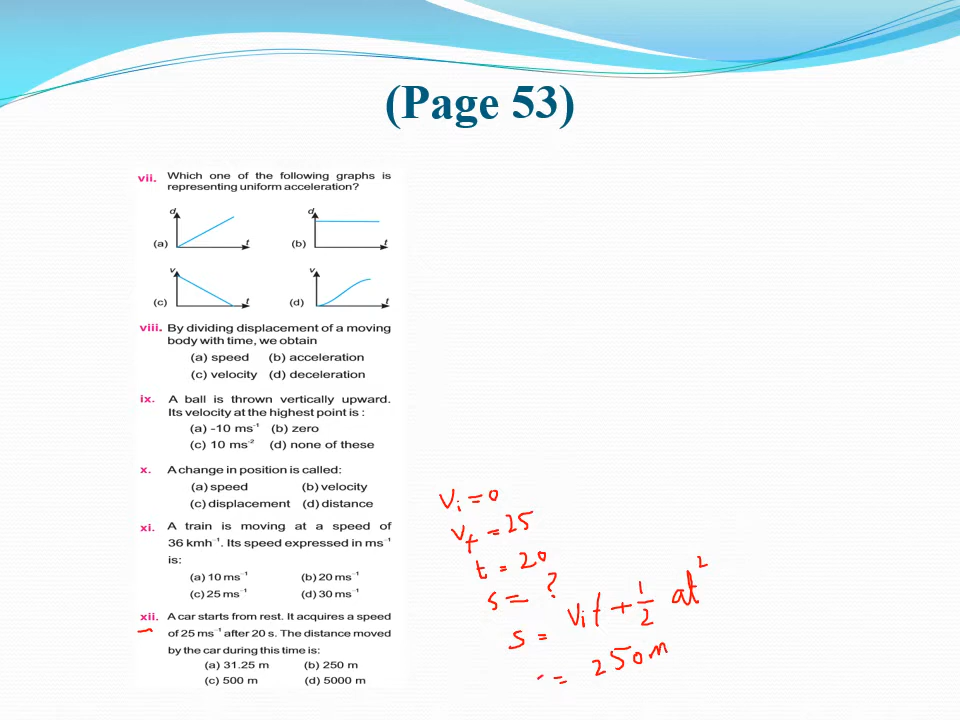 (Page 53)
vii. Which one of the following graphs is
representing uniform acceleration?
d
d
(a) t
(b) t
v
v
(c) t
(d) t
viii. By dividing displacement of a moving
body with time, we obtain
(a) speed (b) acceleration
(c) velocity (d) deceleration
ix. A ball is thrown vertically upward.
Its velocity at the highest point is :
(a) -10 ms⁻¹ (b) zero
(c) 10 ms⁻² (d) none of these
x. A change in position is called:
(a) speed (b) velocity
(c) displacement (d) distance
xi. A train is moving at a speed of
36 kmh⁻¹. Its speed expressed in ms⁻¹
is:
(a) 10 ms⁻¹ (b) 20 ms⁻¹
(c) 25 ms⁻¹ (d) 30 ms⁻¹
xii. A car starts from rest. It acquires a speed
of 25 ms⁻¹ after 20 s. The distance moved
by the car during this time is:
(a) 31.25 m (b) 250 m
(c) 500 m (d) 5000 m
Vi = 0
Vf = 25
t = 20
s = ?
s = Vit + 1/2 at²
= 250m